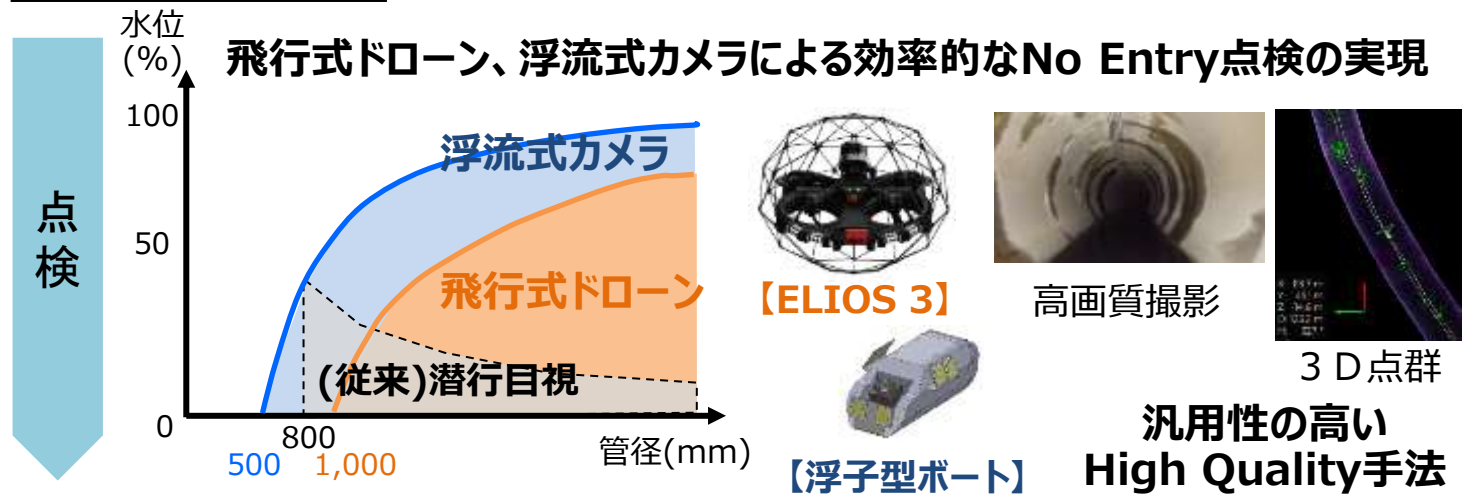 点検
水位
(%)
飛行式ドローン、浮流式カメラによる効率的なNo Entry点検の実現
100
50
0
浮流式カメラ
飛行式ドローン
(従来)潜行目視
800
500
1,000
管径(mm)
【ELIOS 3】
高画質撮影
3D点群
【浮子型ボート】
汎用性の高い
High Quality手法